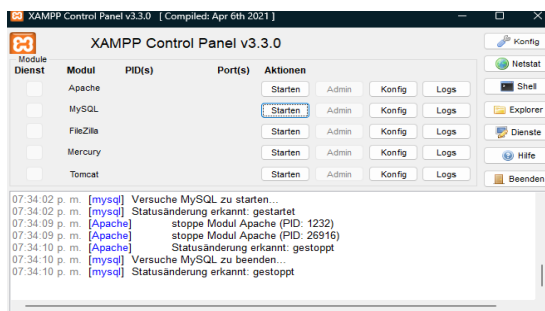 XAMPP Control Panel v3.3.0 [ Compiled: Apr 6th 2021 ]
XAMPP Control Panel v3.3.0
Konfig
Module
Dienst Modul PID(s) Port(s) Aktionen
Netstat
Apache Starten Admin Konfig Logs
Shell
MySQL Starten Admin Konfig Logs
Explorer
FileZilla Starten Admin Konfig Logs
Dienste
Mercury Starten Admin Konfig Logs
Hilfe
Tomcat Starten Admin Konfig Logs
Beenden
07:34:02 p. m. [mysql] Versuche MySQL zu starten...
07:34:02 p. m. [mysql] Statusänderung erkannt: gestartet
07:34:09 p. m. [Apache] stoppe Modul Apache (PID: 1232)
07:34:09 p. m. [Apache] stoppe Modul Apache (PID: 26916)
07:34:10 p. m. [Apache] Statusänderung erkannt: gestoppt
07:34:10 p. m. [mysql] Versuche MySQL zu beenden...
07:34:10 p. m. [mysql] Statusänderung erkannt: gestoppt